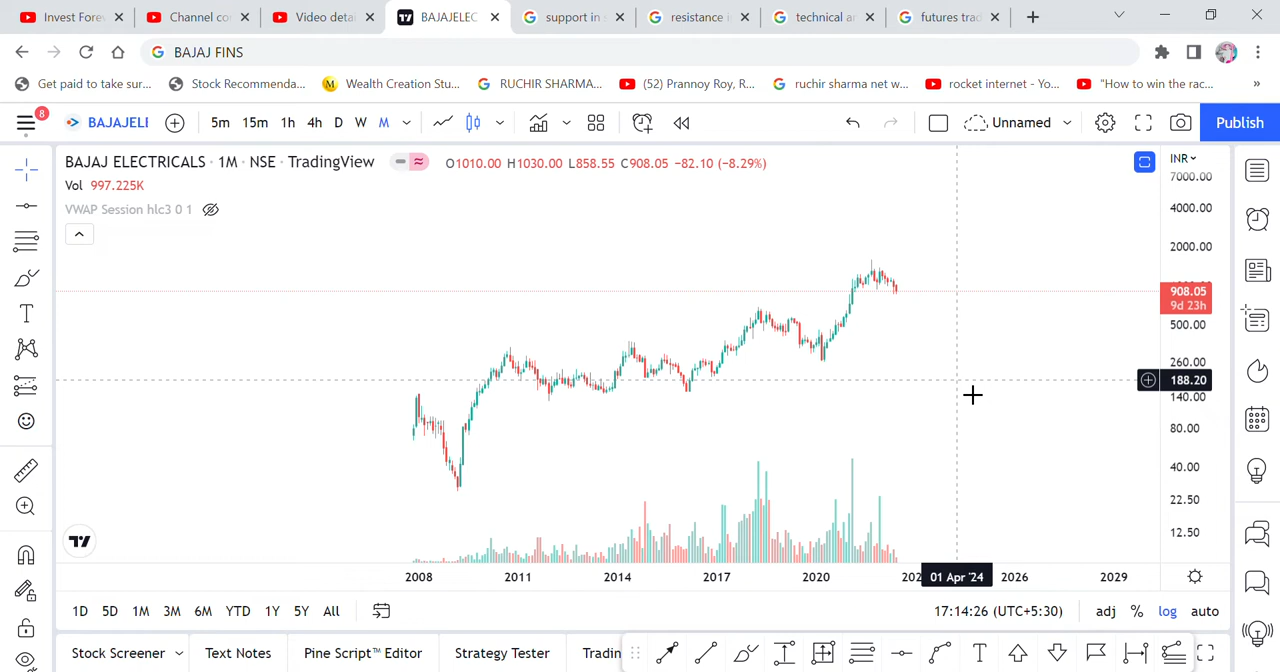 Invest Fore
Channel co
Video detai
BAJAJELEC
support in s
resistance i
technical a
futures trad
BAJAJ FINS
Get paid to take sur...
Stock Recommenda...
Wealth Creation Stu...
RUCHIR SHARMA...
(52) Prannoy Roy, R...
ruchir sharma net w...
rocket internet - Yo...
"How to win the rac...
»
8
BAJAJELI
5m 15m 1h 4h D W M
Unnamed
Publish
BAJAJ ELECTRICALS · 1M · NSE · TradingView
O1010.00 H1030.00 L858.55 C908.05 −82.10 (−8.29%)
INR
Vol 997.225K
VWAP Session hlc3 0 1
7000.00
4000.00
2000.00
908.05
9d 23h
500.00
260.00
188.20
140.00
80.00
40.00
22.50
12.50
2008 2011 2014 2017 2020 202 01 Apr '24 2026 2029
1D 5D 1M 3M 6M YTD 1Y 5Y All
17:14:26 (UTC+5:30) adj % log auto
Stock Screener Text Notes Pine Script™ Editor Strategy Tester Tradin